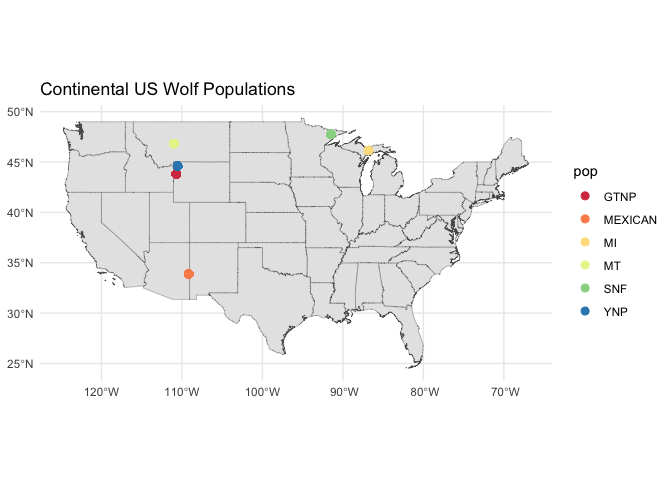 Continental US Wolf Populations
50°N
45°N
40°N
35°N
30°N
25°N
120°W
110°W
100°W
90°W
80°W
70°W
pop
GTNP
MEXICAN
MI
MT
SNF
YNP